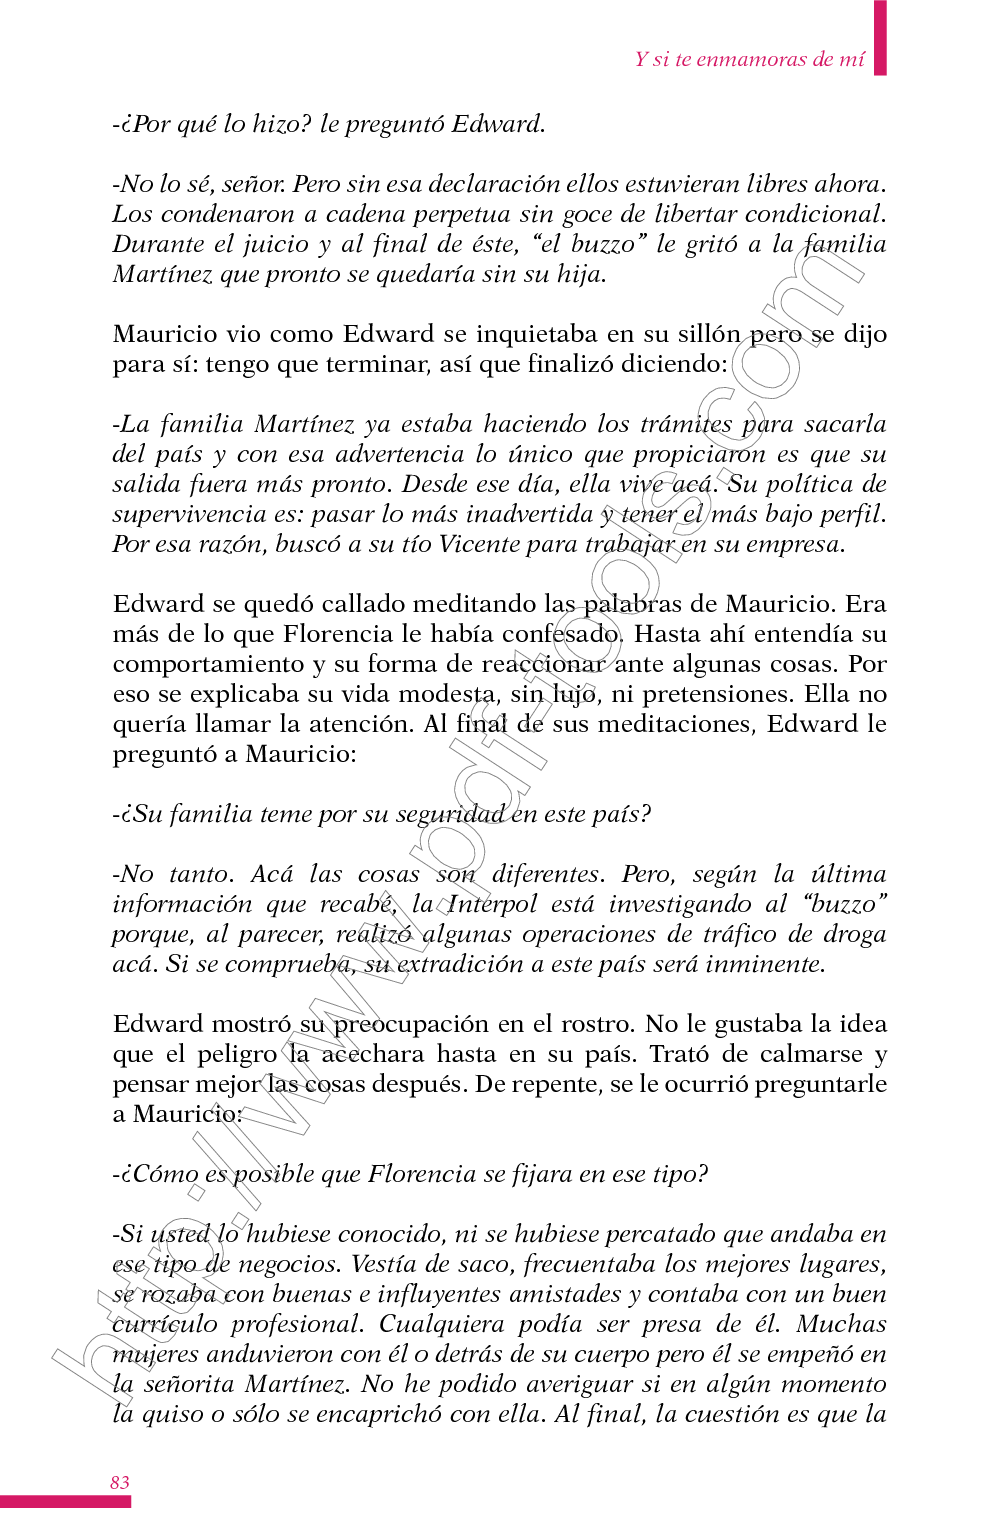 Y si te enmamoras de mí
-¿Por qué lo hizo? le preguntó Edward.
-No lo sé, señor. Pero sin esa declaración ellos estuvieran libres ahora.
Los condenaron a cadena perpetua sin goce de libertar condicional.
Durante el juicio y al final de éste, “el buzzo” le gritó a la familia
Martínez que pronto se quedaría sin su hija.
Mauricio vio como Edward se inquietaba en su sillón pero se dijo
para sí: tengo que terminar, así que finalizó diciendo:
-La familia Martínez ya estaba haciendo los trámites para sacarla
del país y con esa advertencia lo único que propiciaron es que su
salida fuera más pronto. Desde ese día, ella vive acá. Su política de
supervivencia es: pasar lo más inadvertida y tener el más bajo perfil.
Por esa razón, buscó a su tío Vicente para trabajar en su empresa.
Edward se quedó callado meditando las palabras de Mauricio. Era
más de lo que Florencia le había confesado. Hasta ahí entendía su
comportamiento y su forma de reaccionar ante algunas cosas. Por
eso se explicaba su vida modesta, sin lujo, ni pretensiones. Ella no
quería llamar la atención. Al final de sus meditaciones, Edward le
preguntó a Mauricio:
-¿Su familia teme por su seguridad en este país?
-No tanto. Acá las cosas son diferentes. Pero, según la última
información que recabé, la Interpol está investigando al “buzzo”
porque, al parecer, realizó algunas operaciones de tráfico de droga
acá. Si se comprueba, su extradición a este país será inminente.
Edward mostró su preocupación en el rostro. No le gustaba la idea
que el peligro la acechara hasta en su país. Trató de calmarse y
pensar mejor las cosas después. De repente, se le ocurrió preguntarle
a Mauricio:
-¿Cómo es posible que Florencia se fijara en ese tipo?
-Si usted lo hubiese conocido, ni se hubiese percatado que andaba en
ese tipo de negocios. Vestía de saco, frecuentaba los mejores lugares,
se rozaba con buenas e influyentes amistades y contaba con un buen
currículo profesional. Cualquiera podía ser presa de él. Muchas
mujeres anduvieron con él o detrás de su cuerpo pero él se empeñó en
la señorita Martínez. No he podido averiguar si en algún momento
la quiso o sólo se encaprichó con ella. Al final, la cuestión es que la
83
http://www.pdf-tools.com